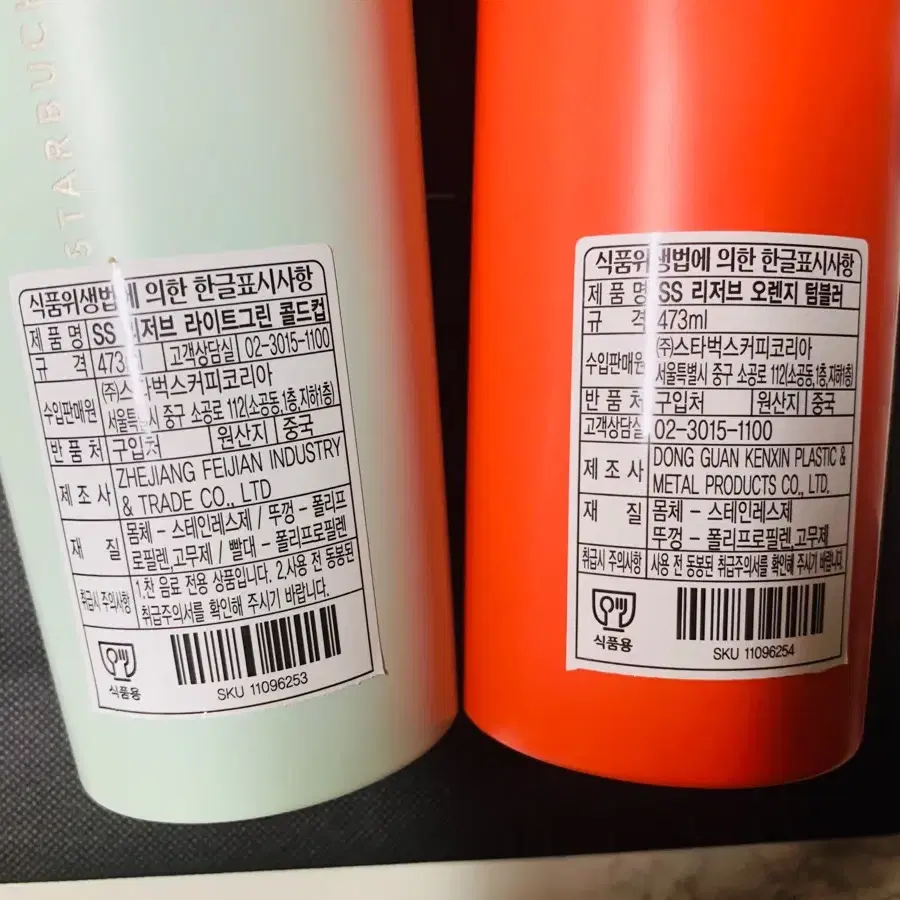 STARBUC
식품위생법에 의한 한글표시사항
제 품 명 SS 리저브 라이트그린 콜드컵
규 격 473ml 고객상담실 02-3015-1100
수입판매원 (주)스타벅스커피코리아
서울특별시 중구 소공로 112(소공동,1층,지하1층)
반 품 처 구입처 원산지 중국
제 조 사 ZHEJIANG FEIJIAN INDUSTRY
& TRADE CO., LTD
재 질 몸체 - 스테인레스제 / 뚜껑 - 폴리프
로필렌,고무제 / 빨대 - 폴리프로필렌
취급시 주의사항 1.찬 음료 전용 상품입니다. 2.사용 전 동봉된
취급주의서를 확인해 주시기 바랍니다.
식품용
SKU 11096253
식품위생법에 의한 한글표시사항
제 품 명 SS 리저브 오렌지 텀블러
규 격 473ml
수입판매원 (주)스타벅스커피코리아
서울특별시 중구 소공로 112(소공동,1층,지하1층)
반 품 처 구입처 원산지 중국
고객상담실 02-3015-1100
제 조 사 DONG GUAN KENXIN PLASTIC &
METAL PRODUCTS CO., LTD.
재 질 몸체 - 스테인레스제
뚜껑 - 폴리프로필렌,고무제
취급시 주의사항 사용 전 동봉된 취급주의서를 확인해 주시기 바랍니다.
식품용
SKU 11096254